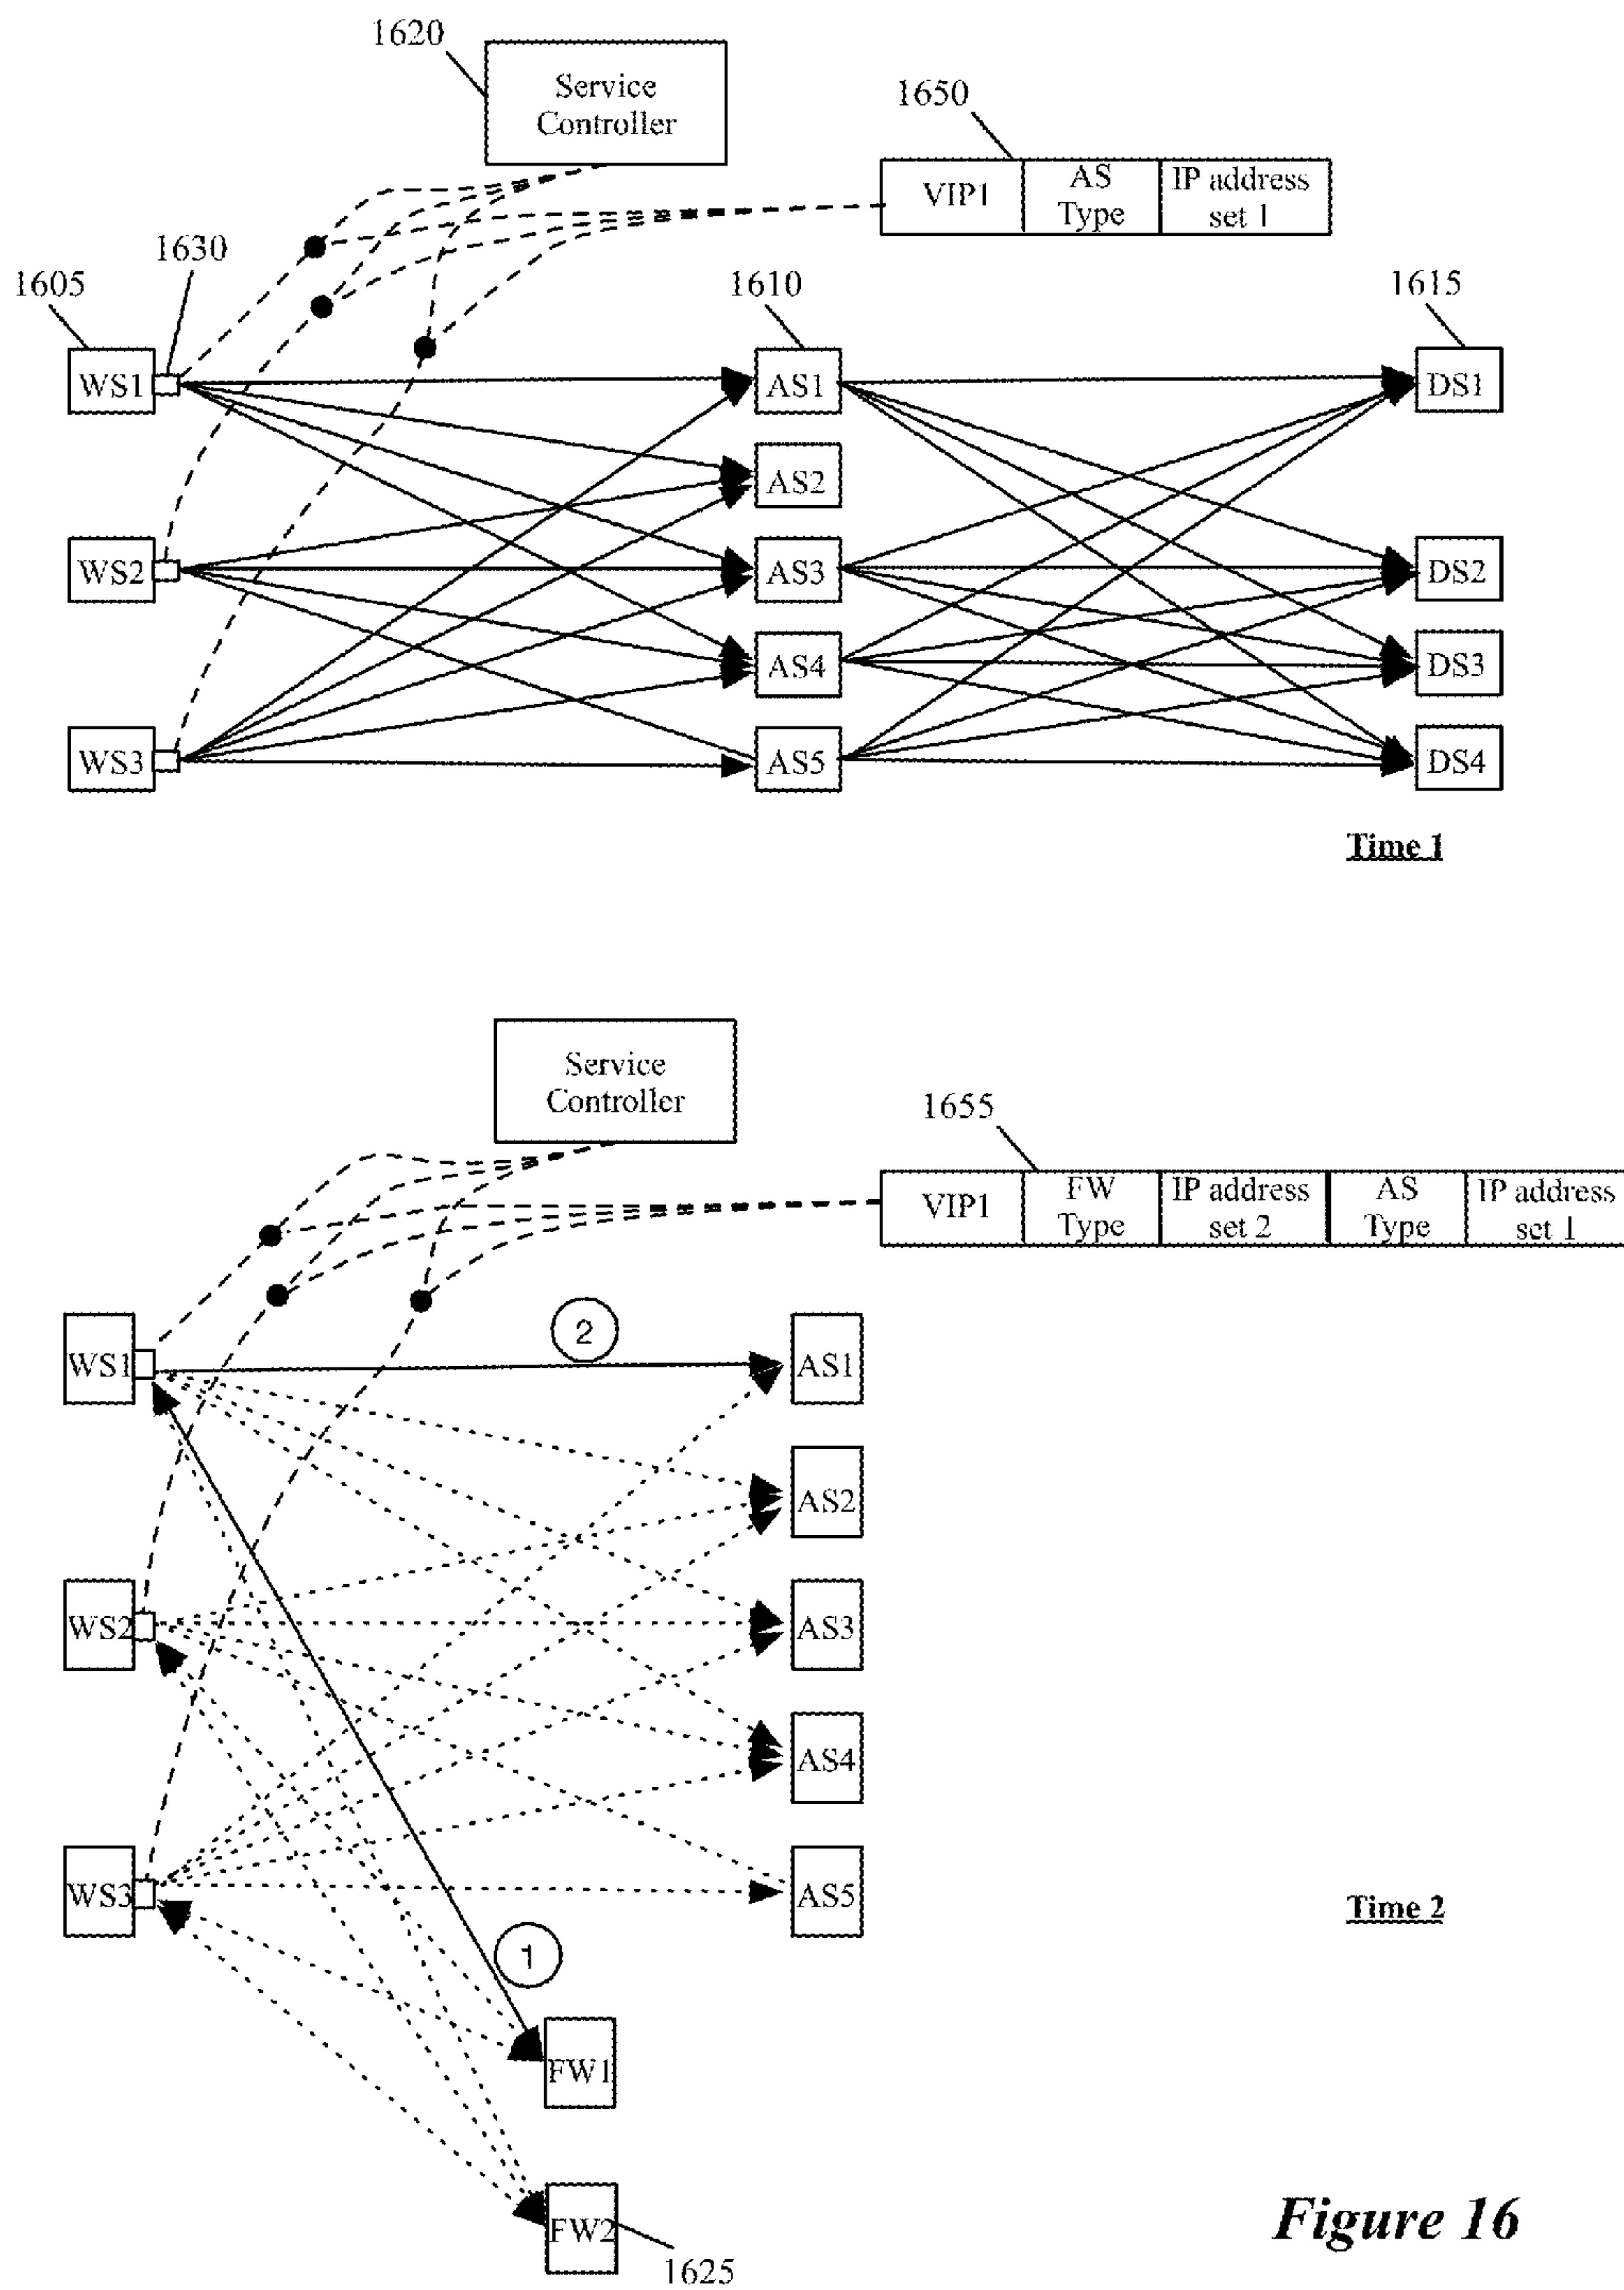 1620
Service
Controller
1650
VIP1
AS
Type
IP address
set 1
1605
1630
1610
1615
WS1
AS1
DS1
AS2
WS2
AS3
DS2
AS4
DS3
WS3
AS5
DS4
Time 1
Service
Controller
1655
VIP1
FW
Type
IP address
set 2
AS
Type
IP address
set 1
2
WS1
AS1
AS2
WS2
AS3
AS4
WS3
AS5
Time 2
1
FW1
FW2
1625
Figure 16